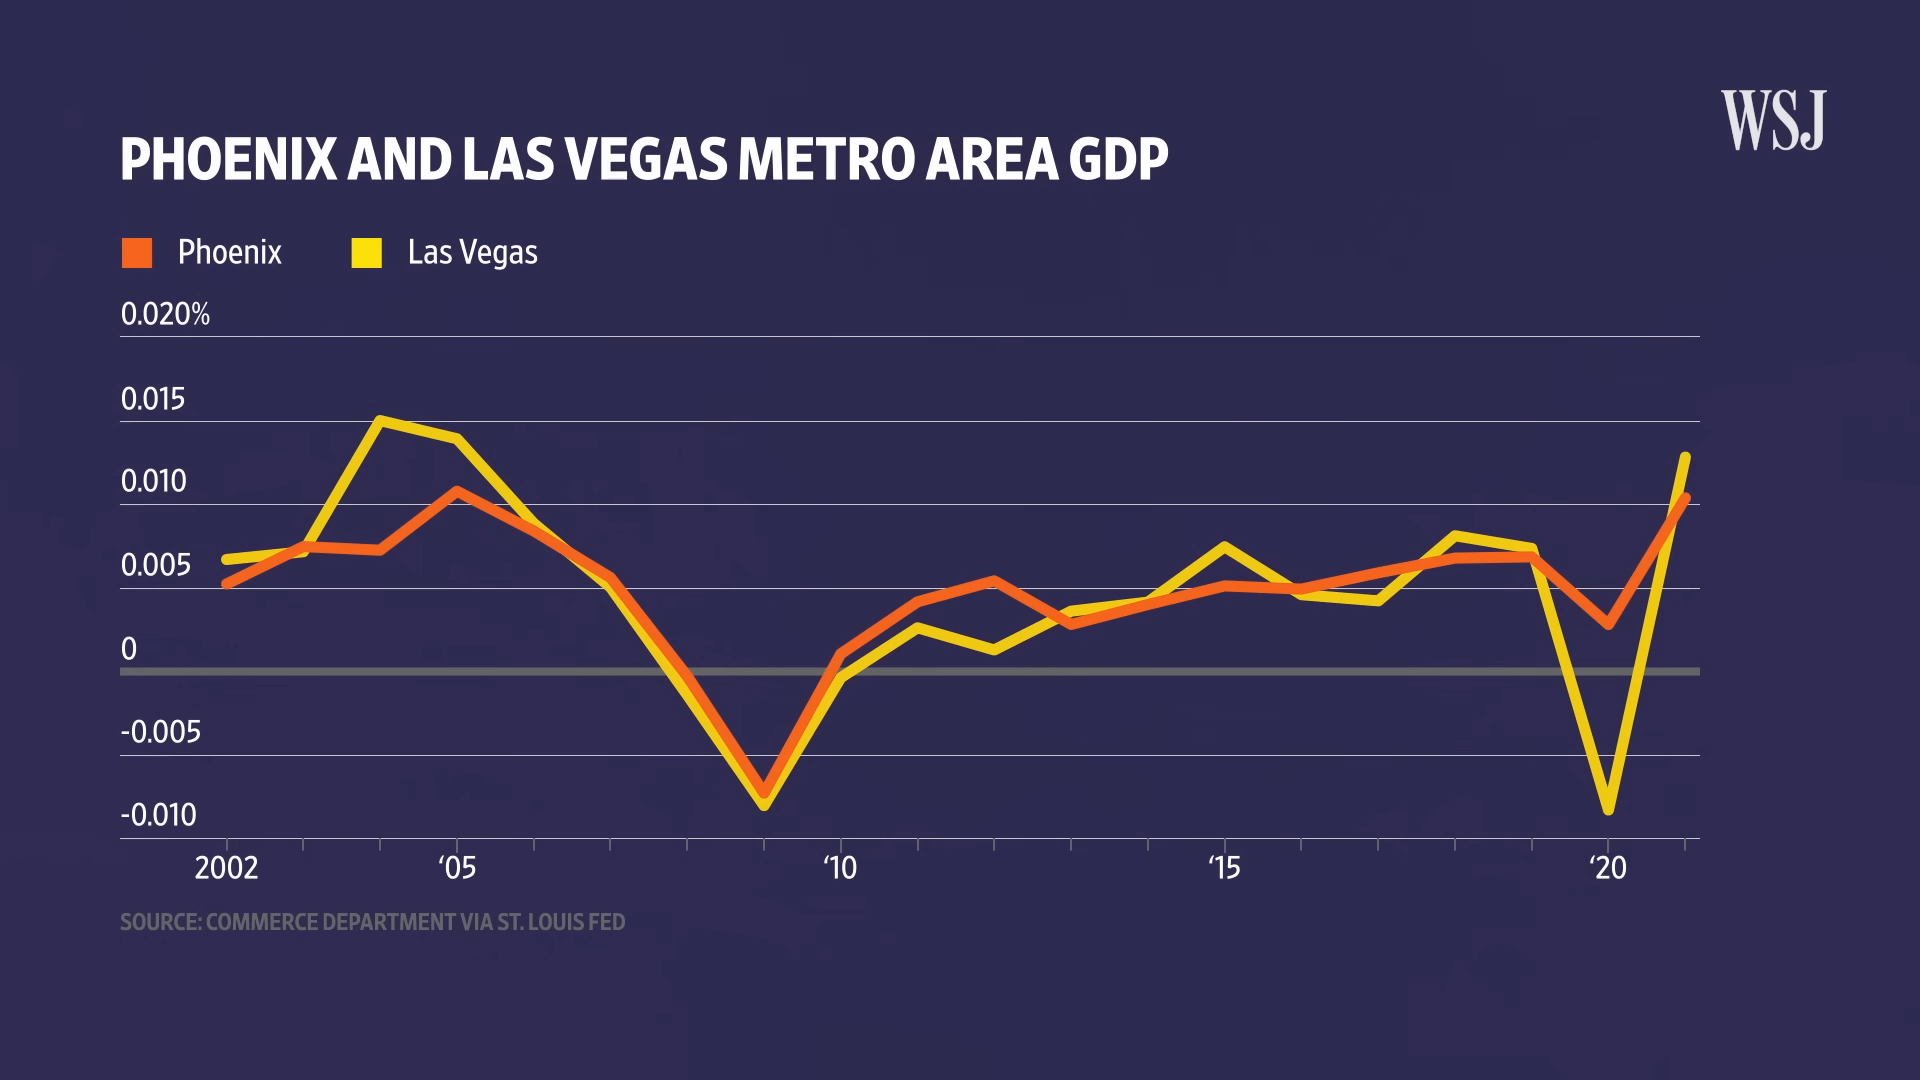 WSJ
PHOENIX AND LAS VEGAS METRO AREA GDP
Phoenix Las Vegas
0.020%
0.015
0.010
0.005
0
-0.005
-0.010
2002 ‘05 ‘10 ‘15 ‘20
SOURCE: COMMERCE DEPARTMENT VIA ST. LOUIS FED